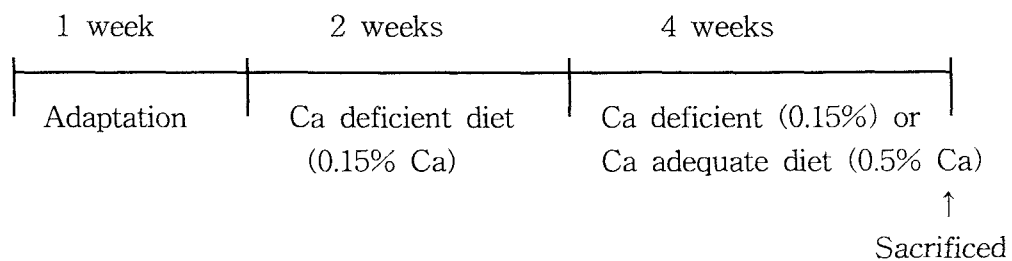 1 week 2 weeks 4 weeks
Adaptation Ca deficient diet Ca deficient (0.15%) or
(0.15% Ca) Ca adequate diet (0.5% Ca)
↑
Sacrificed